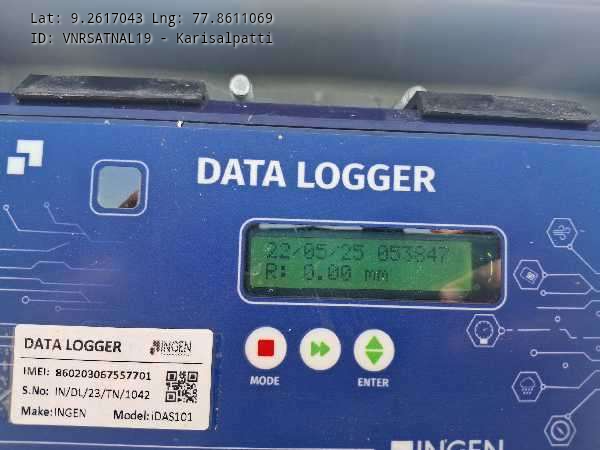 Lat: 9.2617043 Lng: 77.8611069
ID: VNRSATNAL19 - Karisalpatti
DATA LOGGER
22/05/25 053847
R: 0.00 mm
MODE
ENTER
DATA LOGGER INGEN
IMEI: 860203067557701
S.No: IN/DL/23/TN/1042
Make: INGEN Model: iDAS101
INGEN